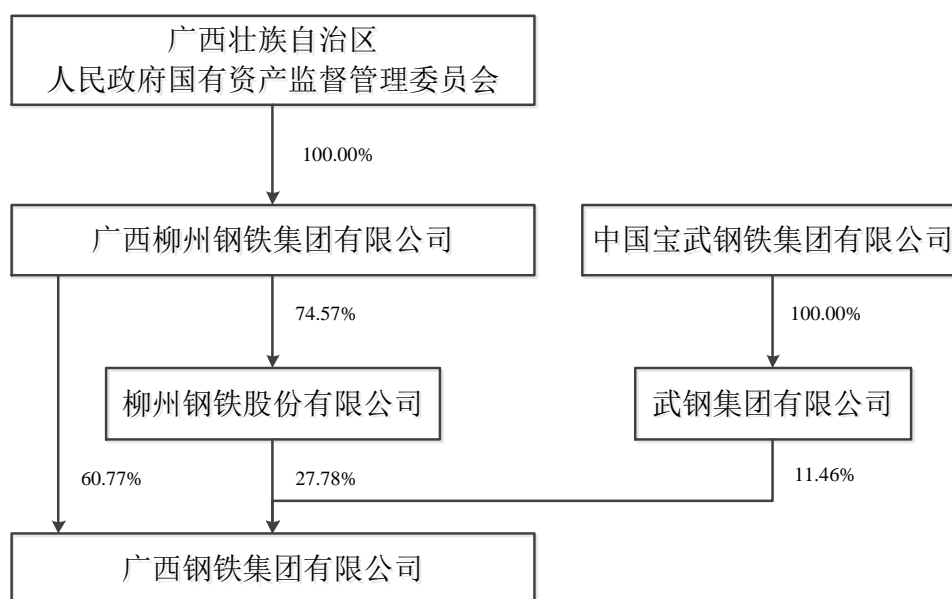 广西壮族自治区
人民政府国有资产监督管理委员会
100.00%
广西柳州钢铁集团有限公司
中国宝武钢铁集团有限公司
74.57%
100.00%
柳州钢铁股份有限公司
武钢集团有限公司
60.77%
27.78%
11.46%
广西钢铁集团有限公司